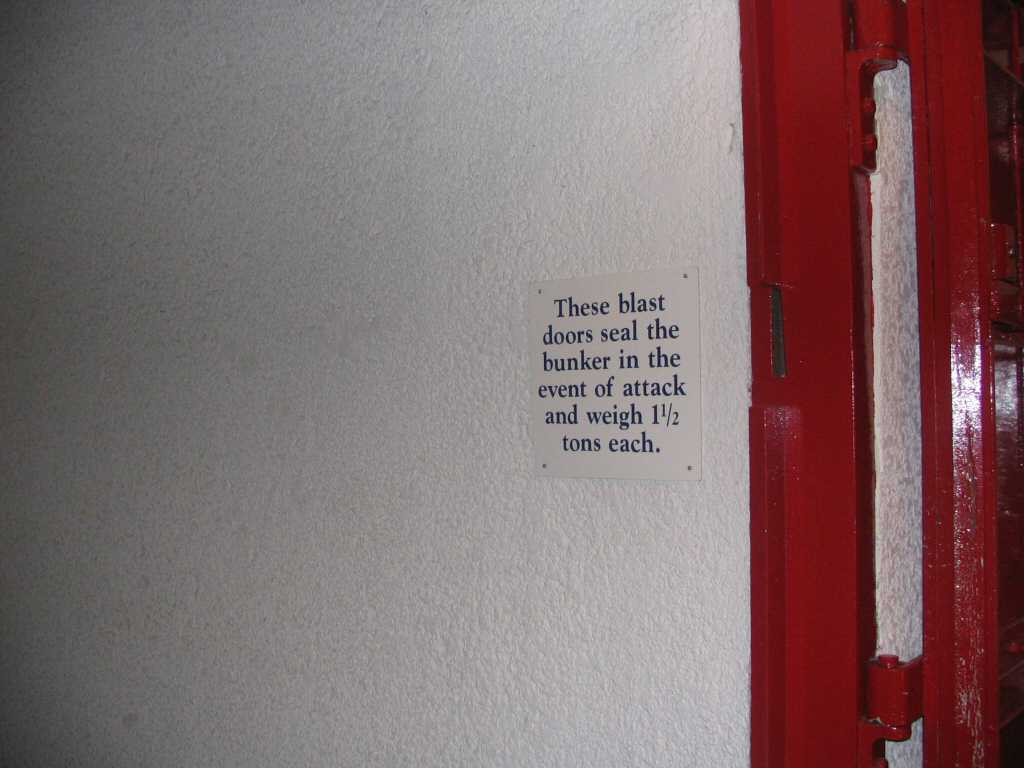 These blast
doors seal the
bunker in the
event of attack
and weigh 1½
tons each.